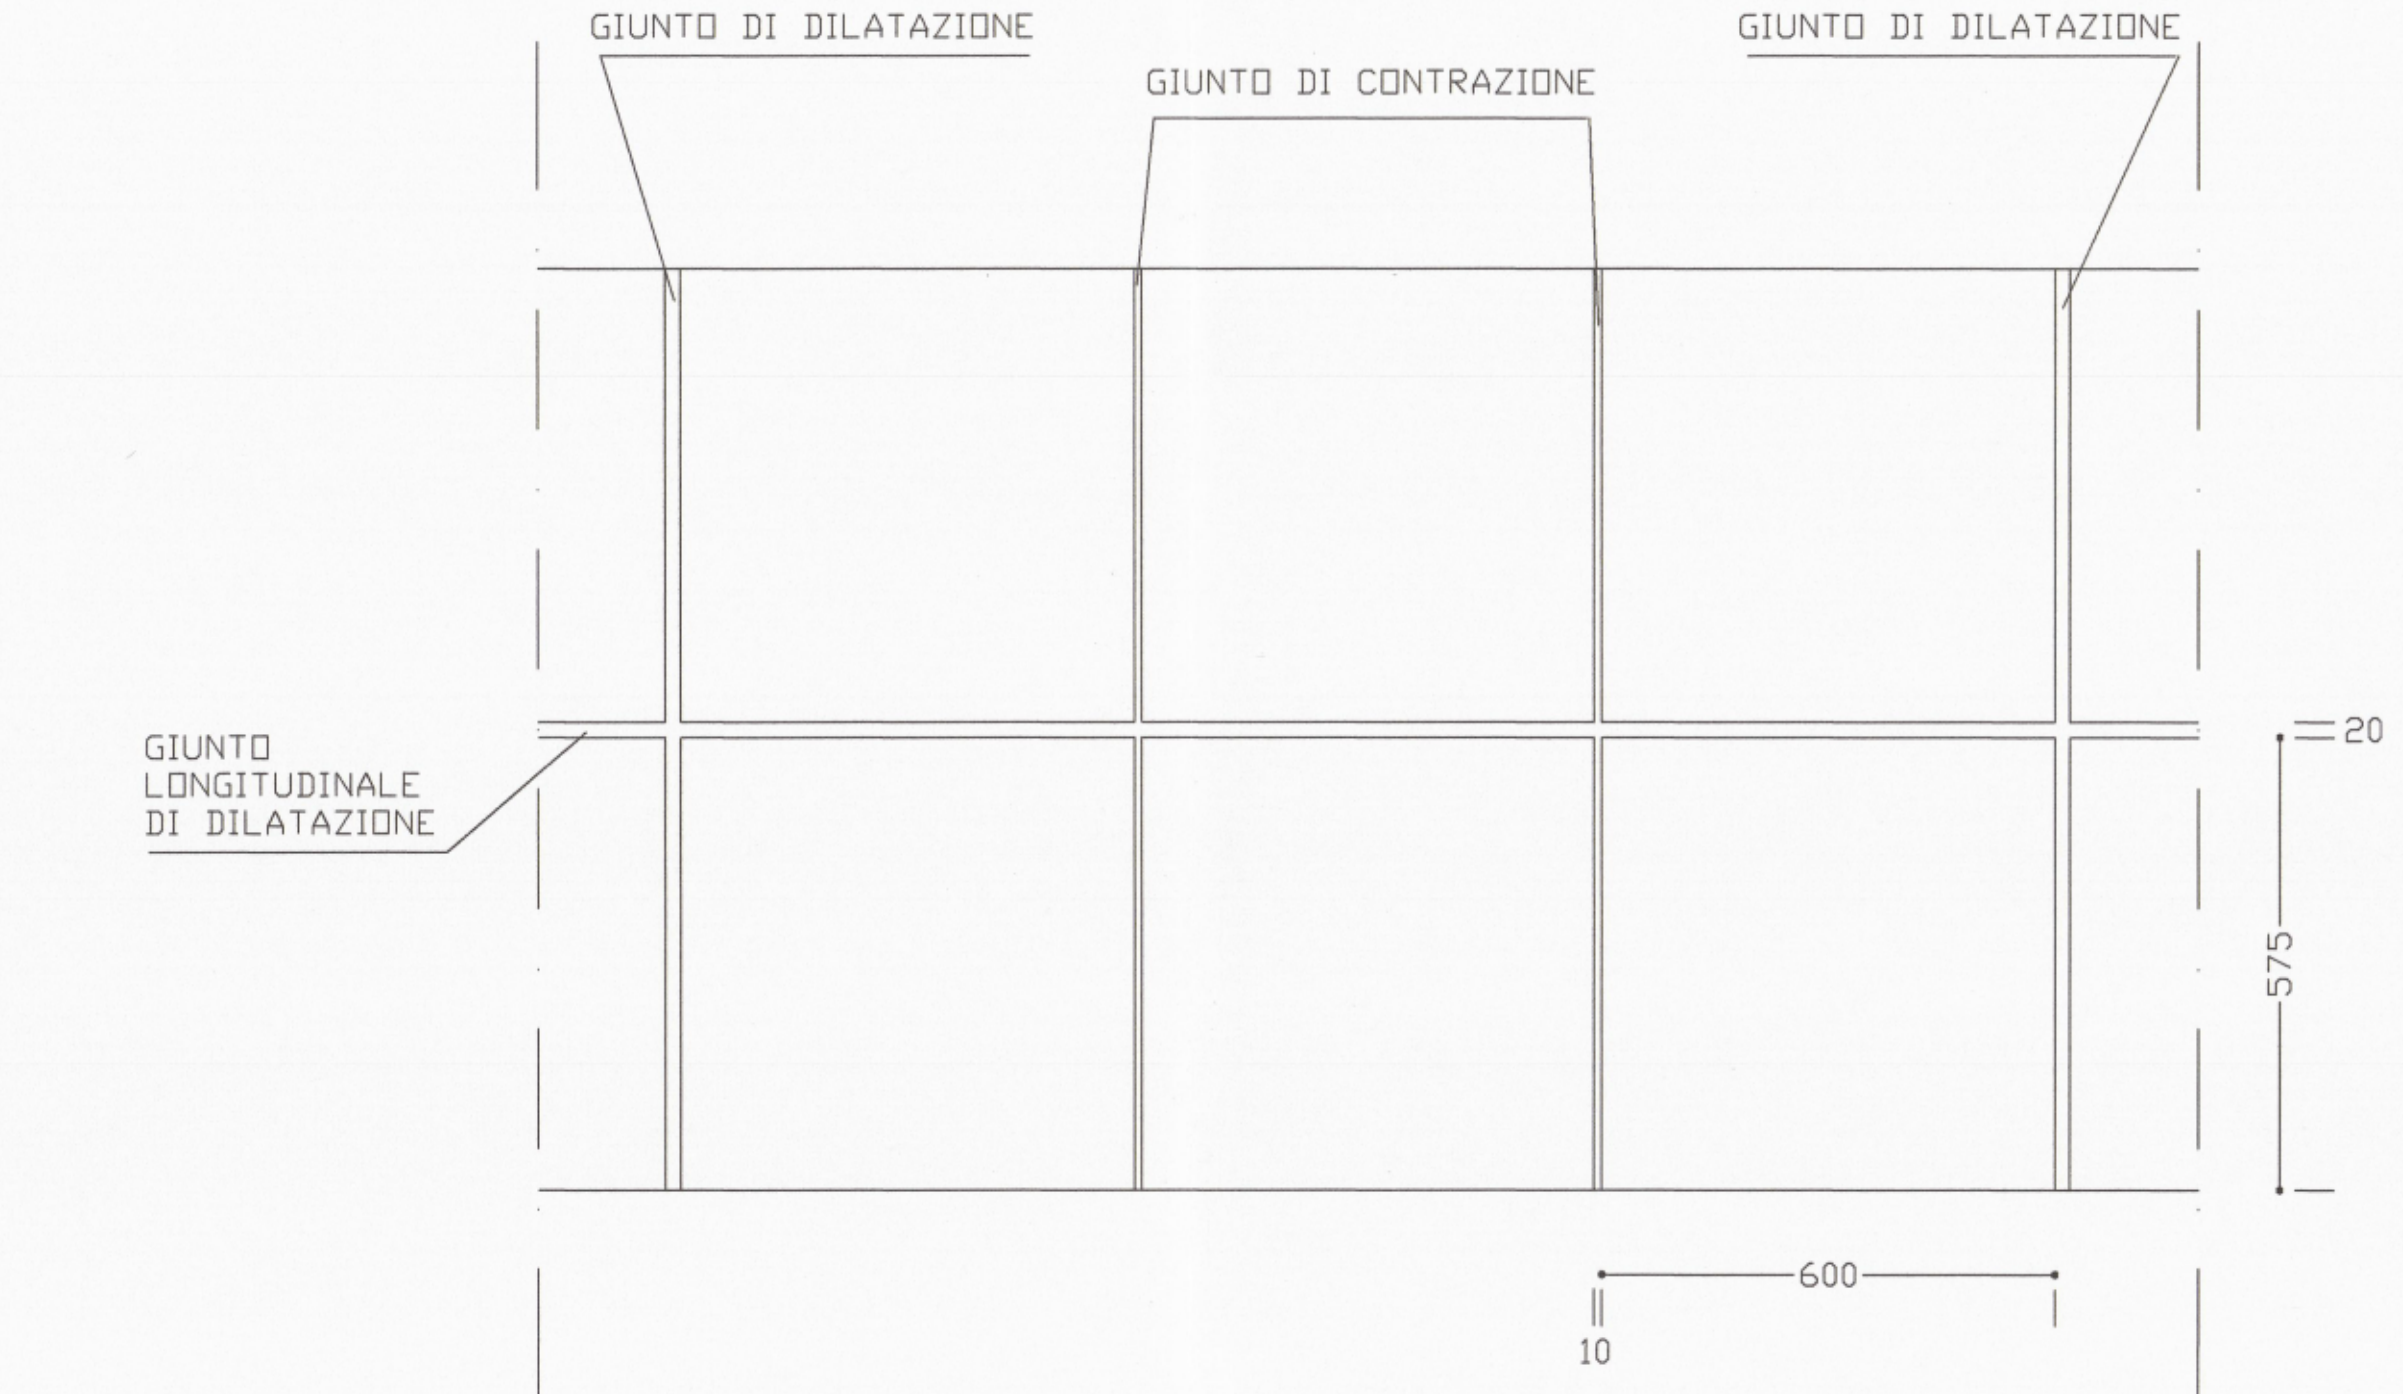 GIUNTO DI DILATAZIONE
GIUNTO DI DILATAZIONE
GIUNTO DI CONTRAZIONE
GIUNTO
LONGITUDINALE
DI DILATAZIONE
20
575
600
10